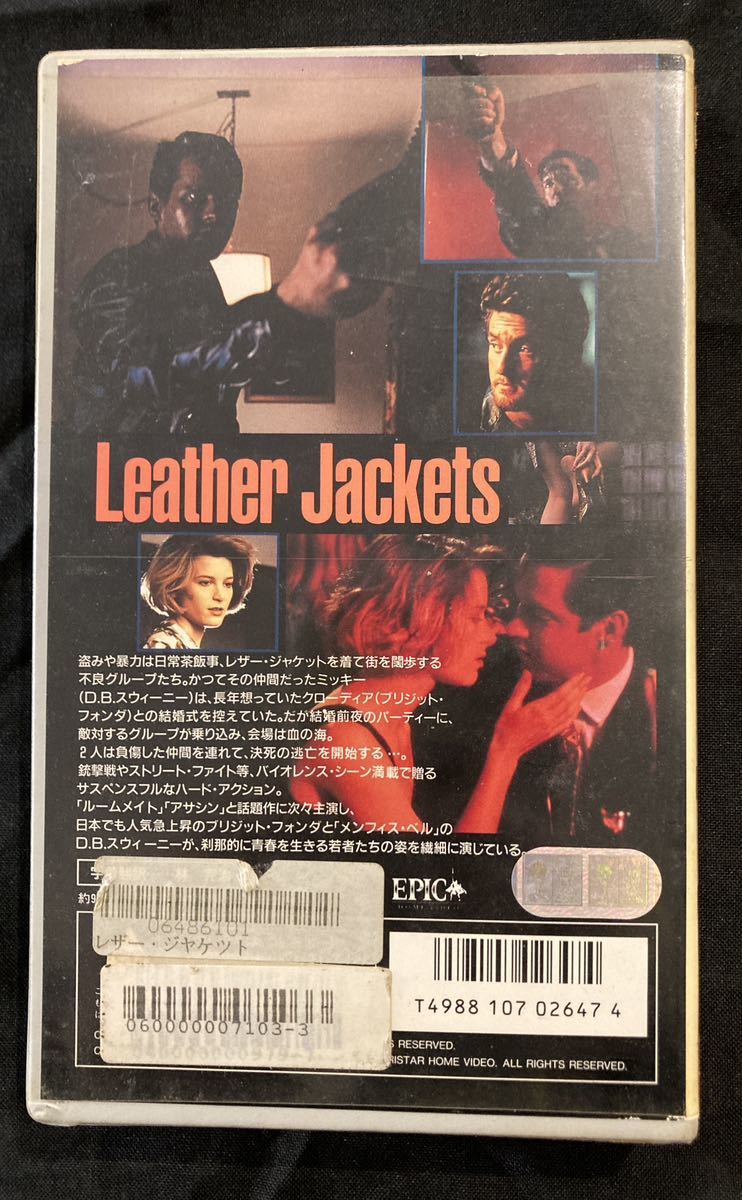 Leather Jackets
盗みや暴力は日常茶飯事、レザー・ジャケットを着て街を闊歩する
不良グループたち。かつてその仲間だったミッキー
(D.B.スウィーニー)は、長年想っていたクローディア(ブリジット・
フォンダ)との結婚式を控えていた。だが結婚前夜のパーティーに、
敵対するグループが乗り込み、会場は血の海。
2人は負傷した仲間を連れて、決死の逃亡を開始する…。
銃撃戦やストリート・ファイト等、バイオレンス・シーン満載で贈る
サスペンスフルなハード・アクション。
「ルームメイト」「アサシン」と話題作に次々主演し、
日本でも人気急上昇のブリジット・フォンダと「メンフィス・ベル」の
D.B.スウィーニーが、刹那的に青春を生きる若者たちの姿を繊細に演じている。
字
約9
EPIC
HOME VIDEO
06486101
レザー・ジヤケツト
060000007103-3
T4988 107 02647 4
S RESERVED.
RISTAR HOME VIDEO. ALL RIGHTS RESERVED.